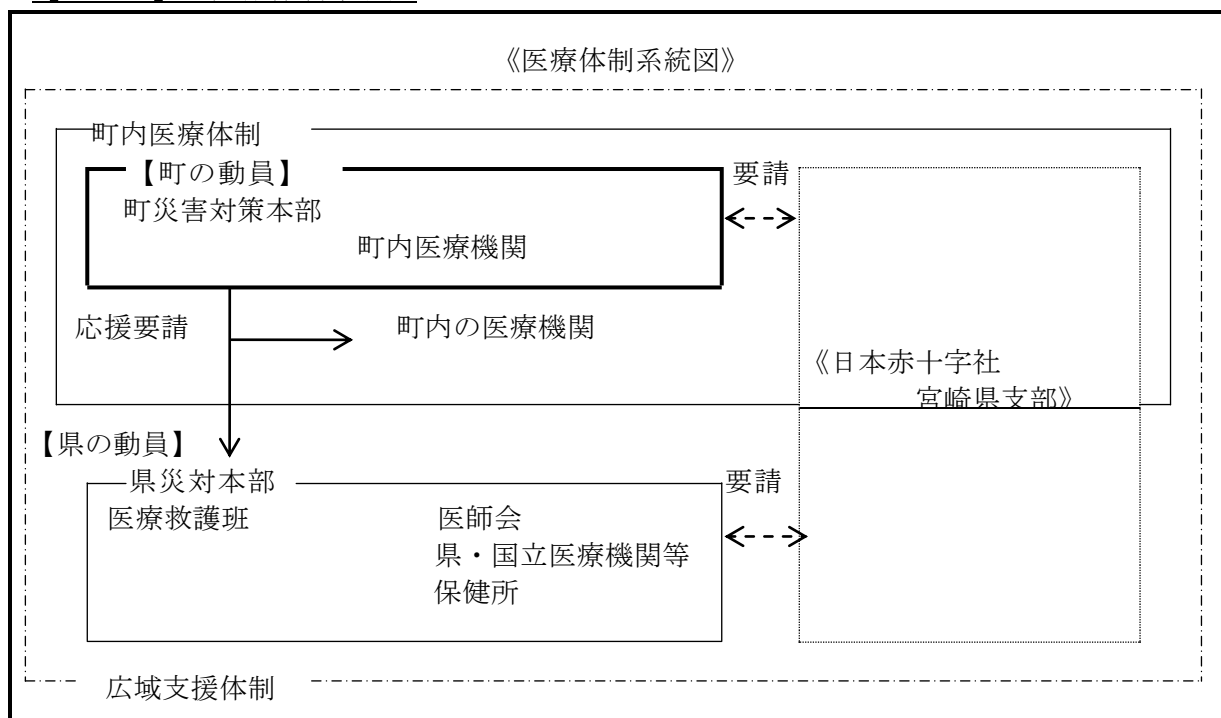 《医療体制系統図》
町内医療体制
【町の動員】
要請
町災害対策本部
町内医療機関
応援要請
町内の医療機関
《日本赤十字社
宮崎県支部》
【県の動員】
県災対本部
要請
医療救護班
医師会
県・国立医療機関等
保健所
広域支援体制